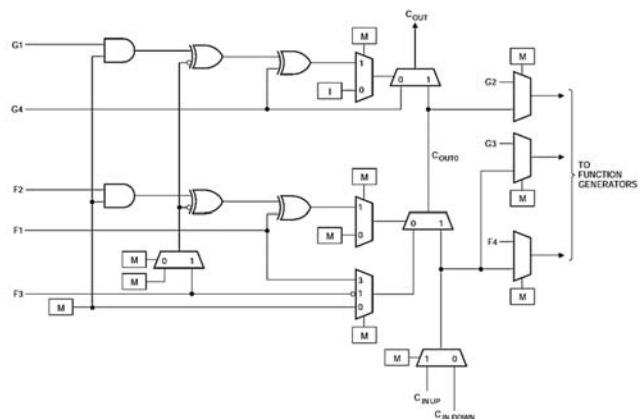 C OUT
G1
M
M
1
0 1
G2
I
0
G4
G3
TO
FUNCTION
GENERATORS
C OUT0
M
M
F2
1
F1
M
0
0 1
F4
M
0 1
M
3
F3
1
M
0
M
M
M
1 0
C IN UP
C IN DOWN